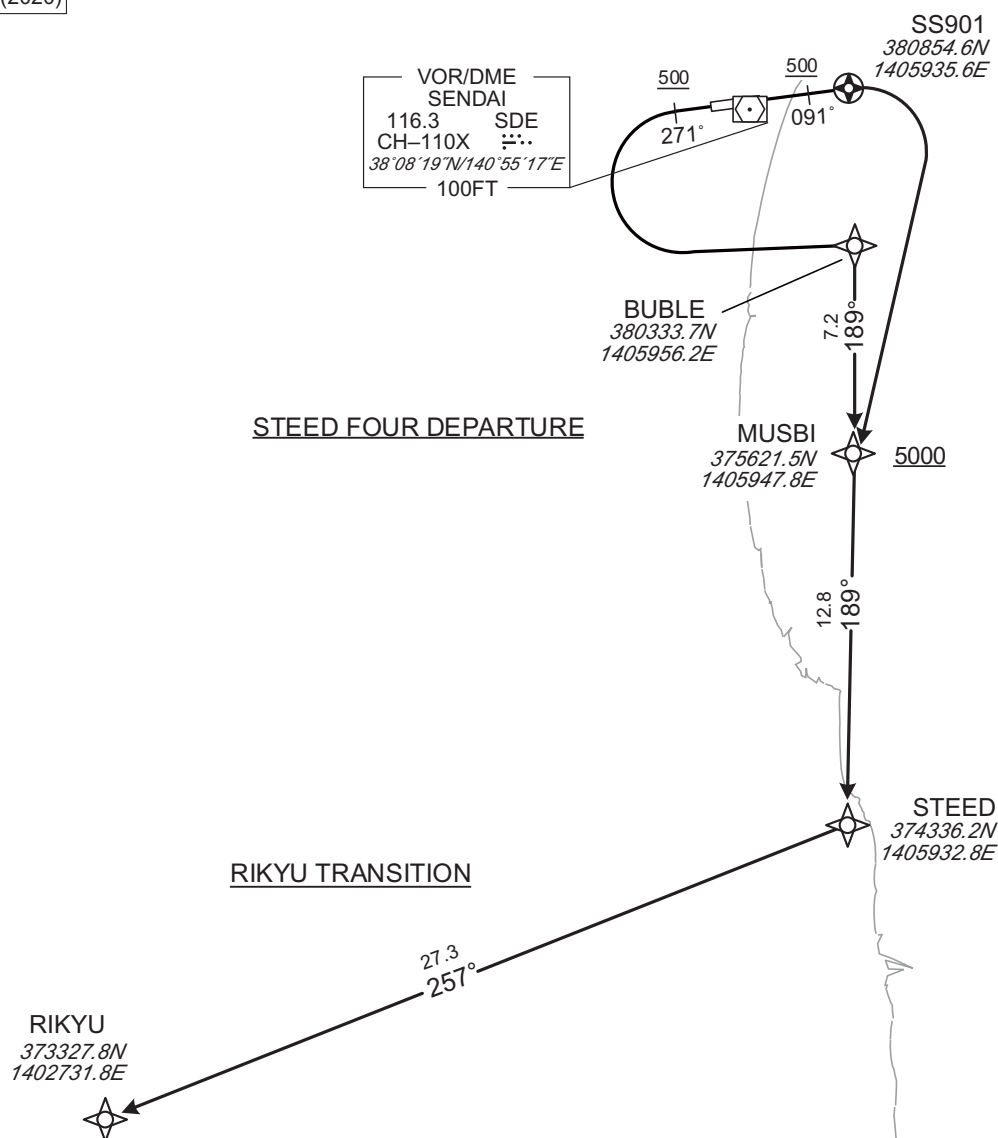 (2020)
SS901
380854.6N
1405935.6E
VOR/DME
SENDAI
116.3 SDE
CH–110X
38°08′19″N/140°55′17″E
100FT
500
271°
500
091°
BUBLE
380333.7N
1405956.2E
7.2
189°
STEED FOUR DEPARTURE
MUSBI
375621.5N
1405947.8E
5000
12.8
189°
STEED
374336.2N
1405932.8E
RIKYU TRANSITION
27.3
257°
RIKYU
373327.8N
1402731.8E